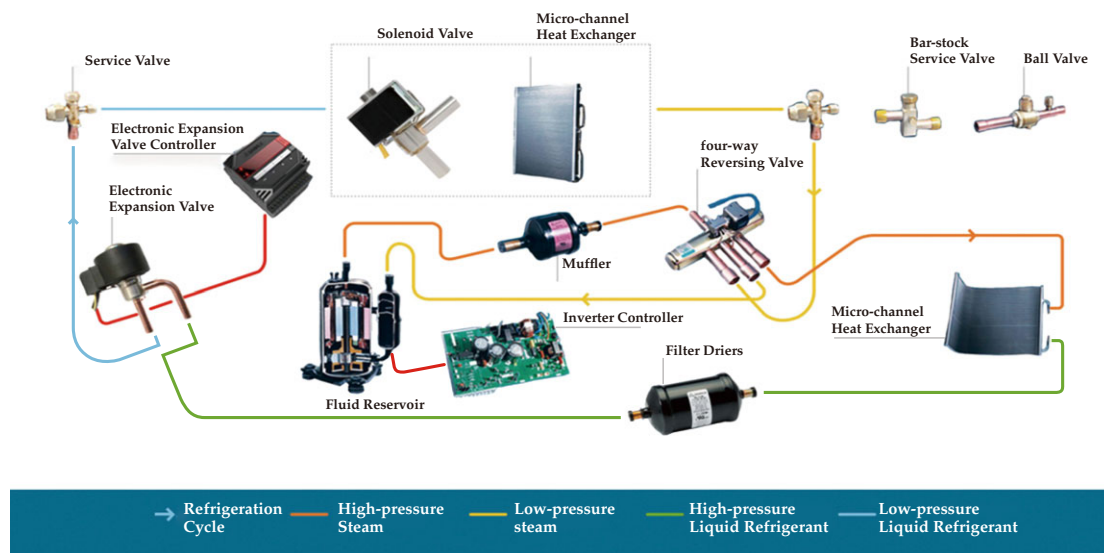 Micro-channel
Heat Exchanger
Solenoid Valve
Bar-stock
Service Valve
Ball Valve
Service Valve
Electronic Expansion
Valve Controller
four-way
Reversing Valve
Electronic
Expansion Valve
Muffler
Micro-channel
Heat Exchanger
Inverter Controller
Filter Driers
Fluid Reservoir
Refrigeration
Cycle
High-pressure
Steam
Low-pressure
steam
High-pressure
Liquid Refrigerant
Low-pressure
Liquid Refrigerant